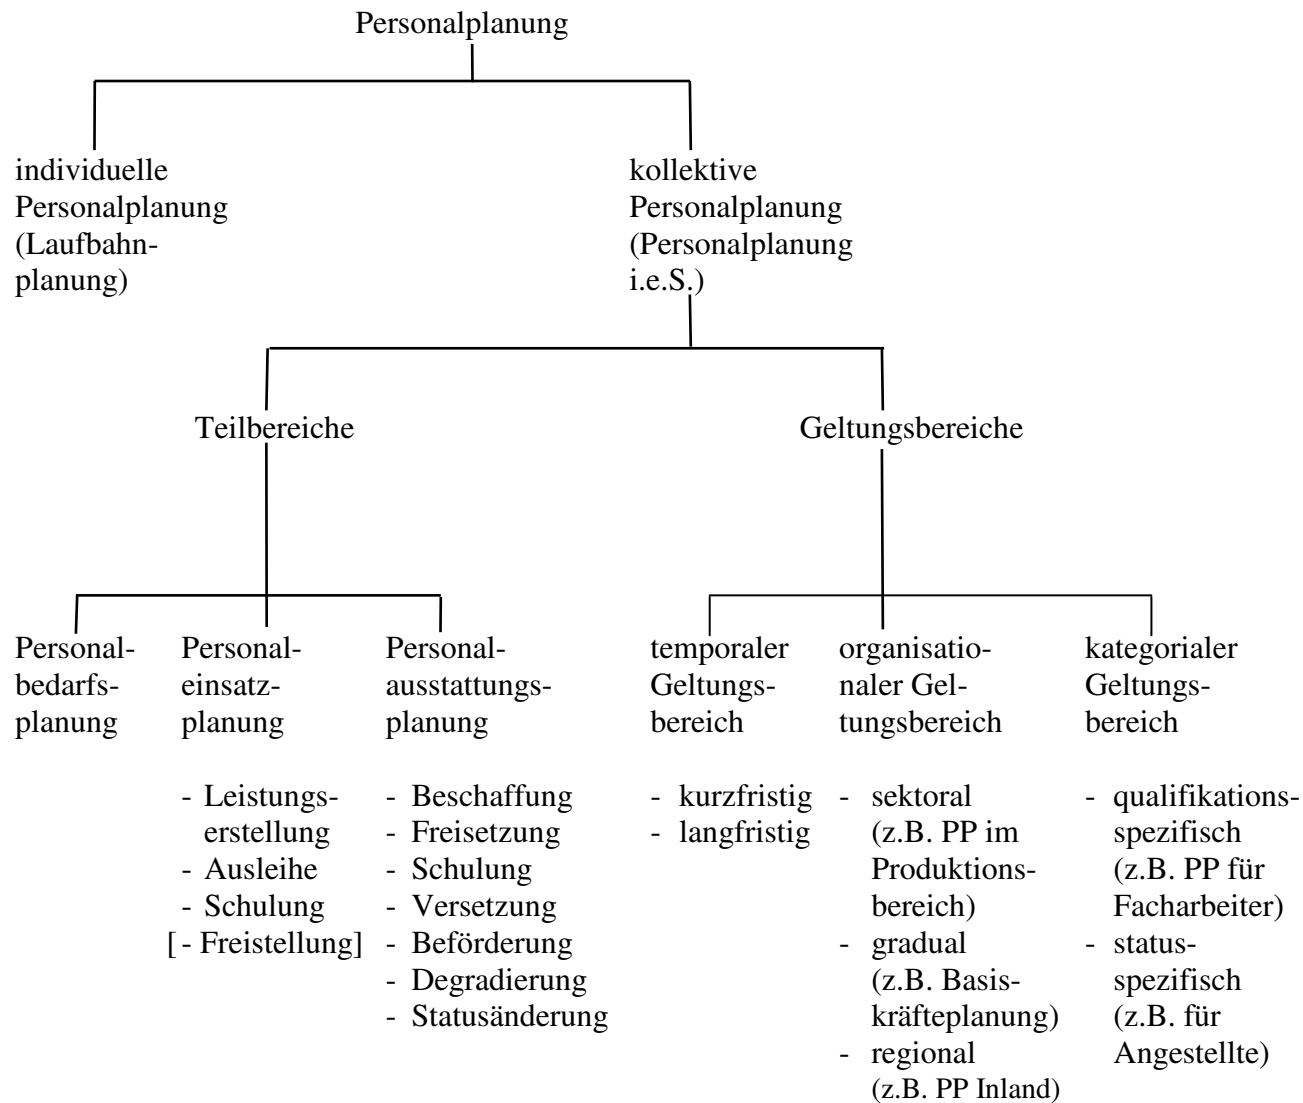 Personalplanung
individuelle
Personalplanung
(Laufbahn-
planung)
kollektive
Personalplanung
(Personalplanung
i.e.S.)
Teilbereiche
Geltungsbereiche
Personal-
bedarfs-
planung
Personal-
einsatz-
planung
- Leistungs-
erstellung
- Ausleihe
- Schulung
[ - Freistellung]
Personal-
ausstattungs-
planung
- Beschaffung
- Freisetzung
- Schulung
- Versetzung
- Beförderung
- Degradierung
- Statusänderung
temporaler
Geltungs-
bereich
- kurzfristig
- langfristig
organisatio-
naler Gel-
tungsbereich
- sektoral
(z.B. PP im
Produktions-
bereich)
- gradual
(z.B. Basis-
kräfteplanung)
- regional
(z.B. PP Inland)
kategorialer
Geltungs-
bereich
- qualifikations-
spezifisch
(z.B. PP für
Facharbeiter)
- status-
spezifisch
(z.B. für
Angestellte)